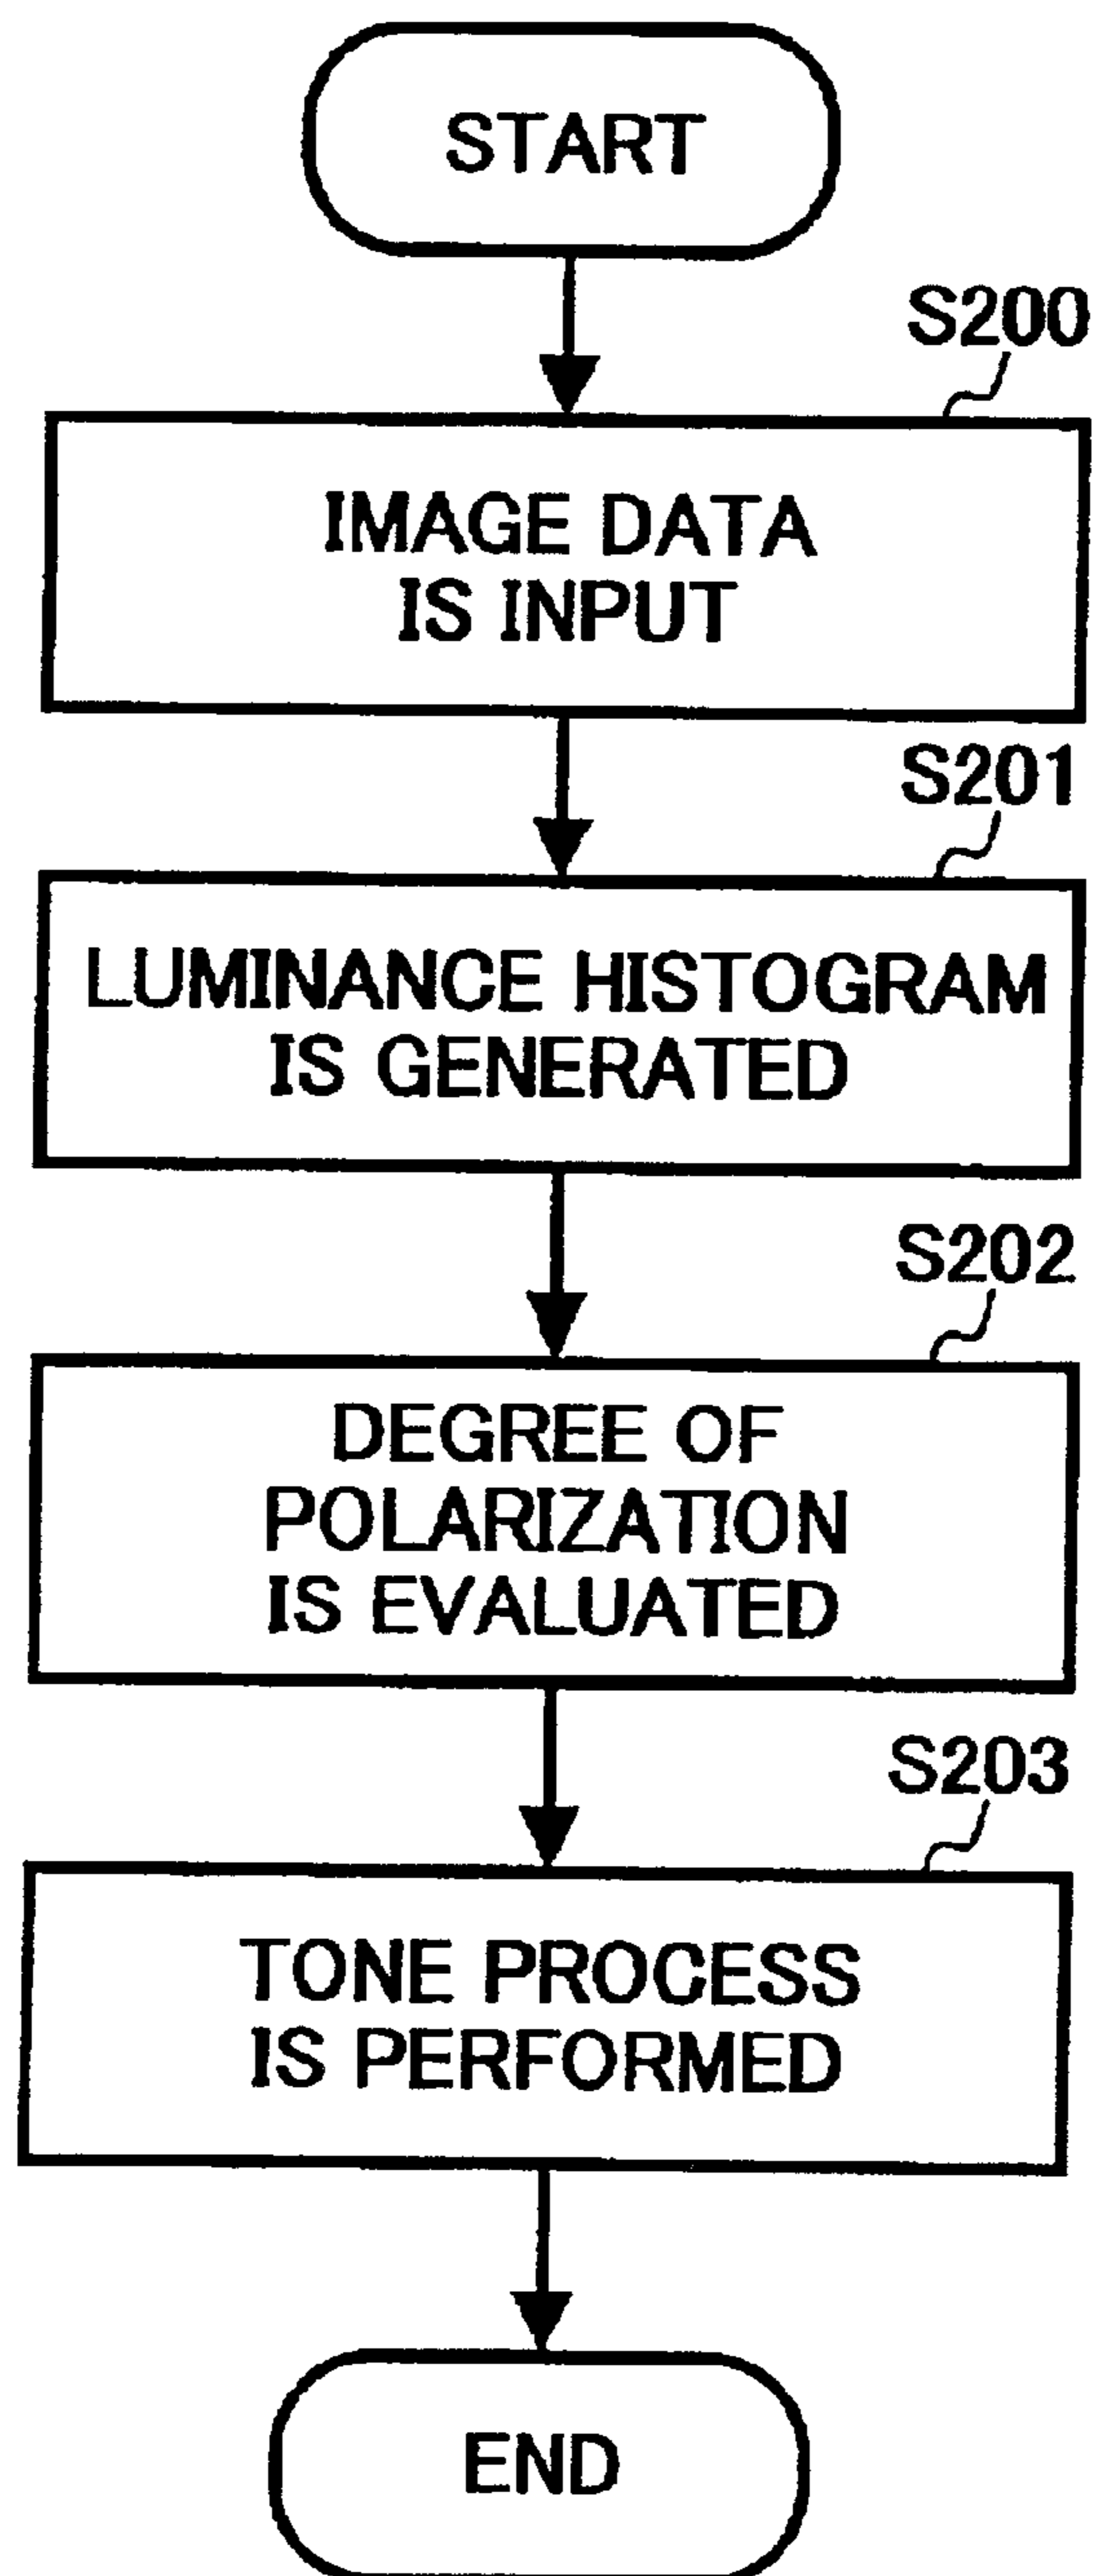 START
S200
IMAGE DATA
IS INPUT
S201
LUMINANCE HISTOGRAM
IS GENERATED
S202
DEGREE OF
POLARIZATION
IS EVALUATED
S203
TONE PROCESS
IS PERFORMED
END